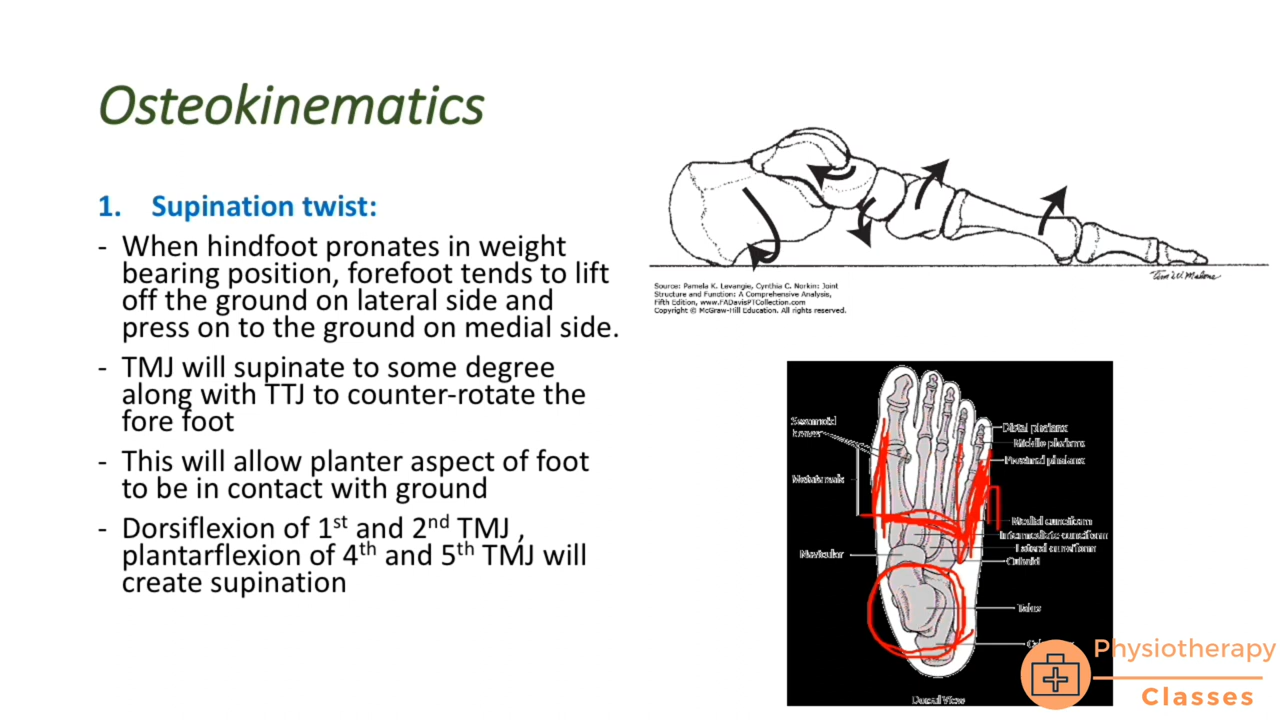 Osteokinematics
1. Supination twist:
- When hindfoot pronates in weight
bearing position, forefoot tends to lift
off the ground on lateral side and
press on to the ground on medial side.
- TMJ will supinate to some degree
along with TTJ to counter-rotate the
fore foot
- This will allow planter aspect of foot
to be in contact with ground
- Dorsiflexion of 1st and 2nd TMJ ,
plantarflexion of 4th and 5th TMJ will
create supination
Tim W. Malone
Source: Pamela K. Levangie, Cynthia C. Norkin: Joint
Structure and Function: A Comprehensive Analysis,
Fifth Edition, www.FADavisPTCollection.com
Copyright © McGraw-Hill Education. All rights reserved.
Distal phalanx
Middle phalanx
Proximal phalanx
Medial cuneiform
Intermediate cuneiform
Lateral cuneiform
Navicular
Cuboid
Talus
Dorsal View
Physiotherapy
Classes